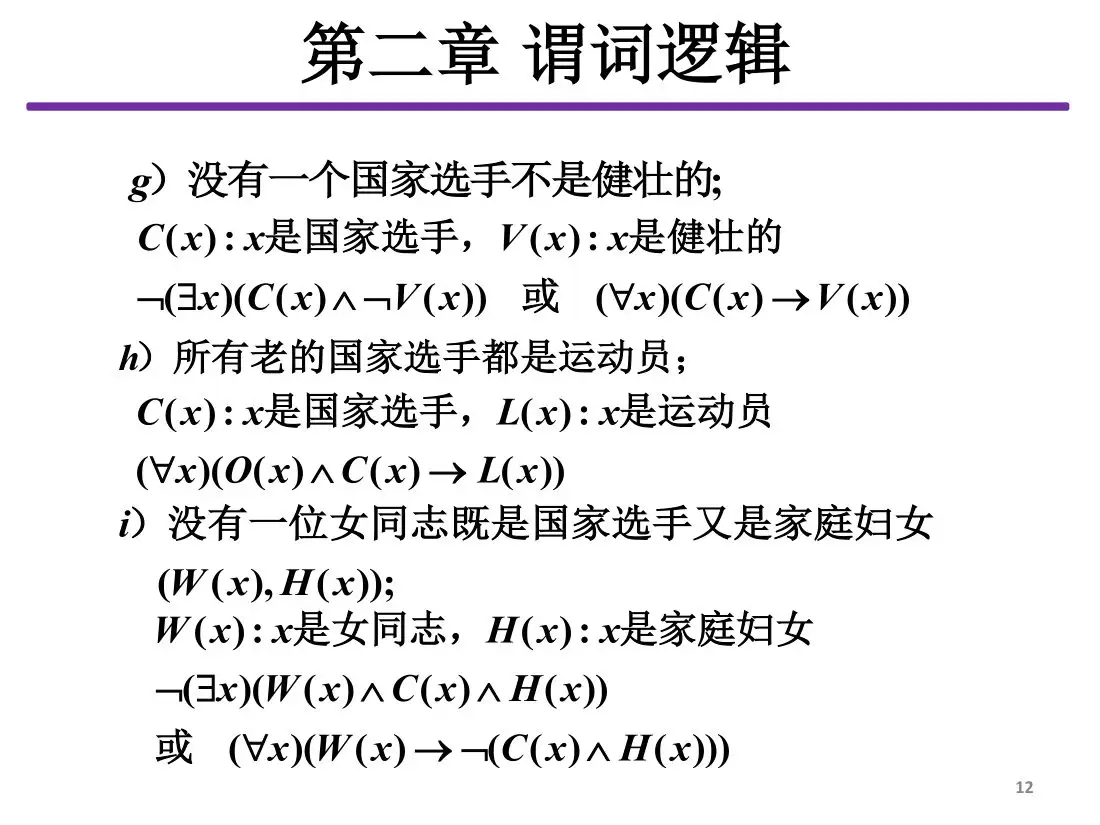 第二章 谓词逻辑
g）没有一个国家选手不是健壮的;
C(x) : x是国家选手，V(x) : x是健壮的
¬(∃x)(C(x)∧¬V(x)) 或 (∀x)(C(x)→V(x))
h）所有老的国家选手都是运动员；
C(x) : x是国家选手，L(x) : x是运动员
(∀x)(O(x)∧C(x)→L(x))
i）没有一位女同志既是国家选手又是家庭妇女
(W(x), H(x));
W(x) : x是女同志，H(x) : x是家庭妇女
¬(∃x)(W(x)∧C(x)∧H(x))
或 (∀x)(W(x)→¬(C(x)∧H(x)))
12